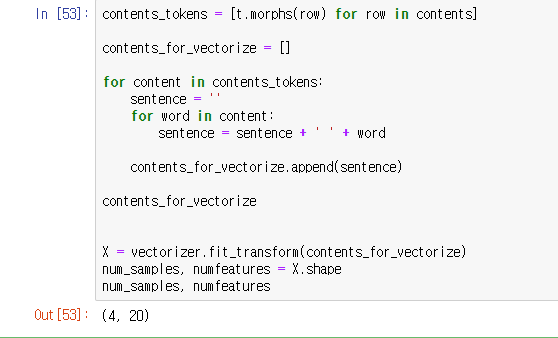 In [53]: contents_tokens = [t.morphs(row) for row in contents]
contents_for_vectorize = []
for content in contents_tokens:
sentence = ''
for word in content:
sentence = sentence + ' ' + word
contents_for_vectorize.append(sentence)
contents_for_vectorize
X = vectorizer.fit_transform(contents_for_vectorize)
num_samples, numfeatures = X.shape
num_samples, numfeatures
Out[53]: (4, 20)